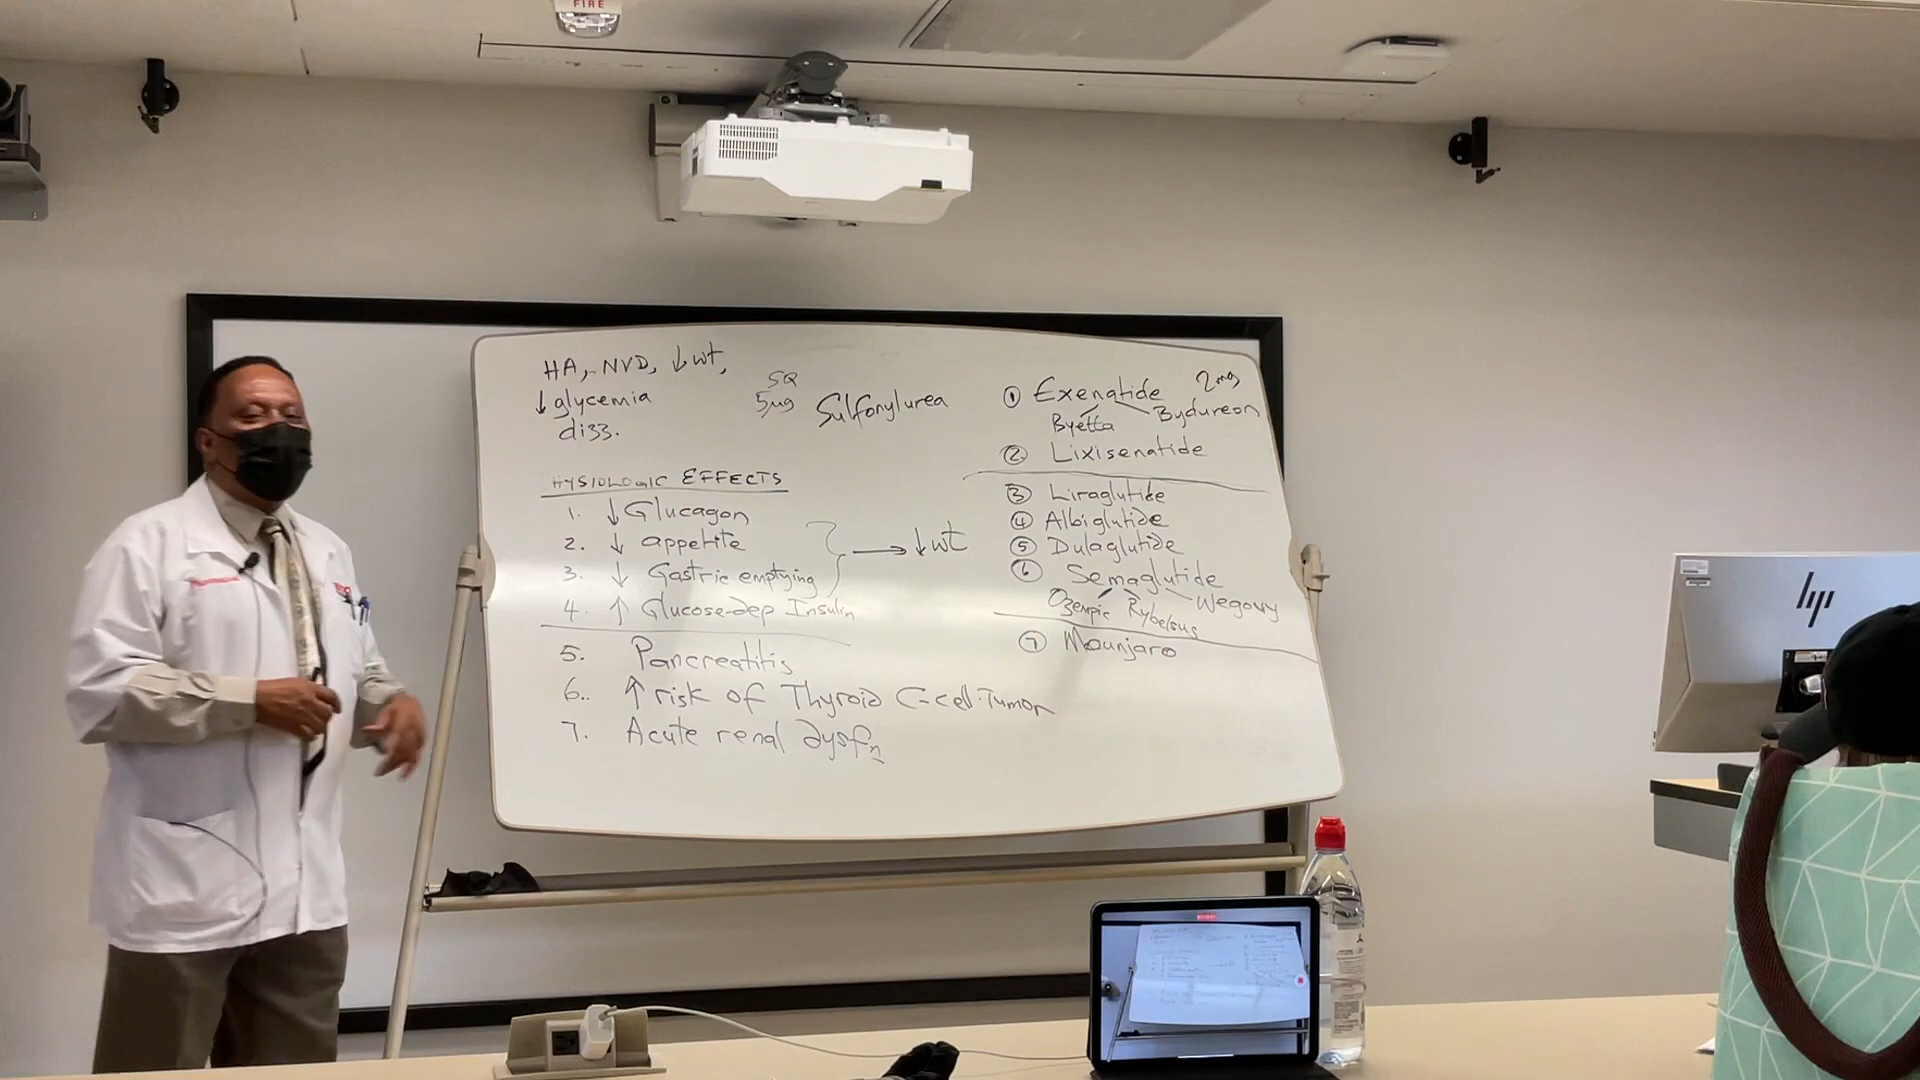 FIRE
HA, NVD, ↓ wt,
↓ glycemia
dizz.
SQ
5µg Sulfonylurea
HYSIOLOGIC EFFECTS
1. ↓ Glucagon
2. ↓ appetite
3. ↓ Gastric emptying
→ ↓ wt
4. ↑ Glucose-dep Insulin
5. Pancreatitis
6. ↑ risk of Thyroid C-cell Tumor
7. Acute renal dysfn
① Exenatide 2mg
Byetta Bydureon
② Lixisenatide
③ Liraglutide
④ Albiglutide
⑤ Dulaglutide
⑥ Semaglutide
Ozempic Rybelsus Wegovy
⑦ Mounjaro
hp